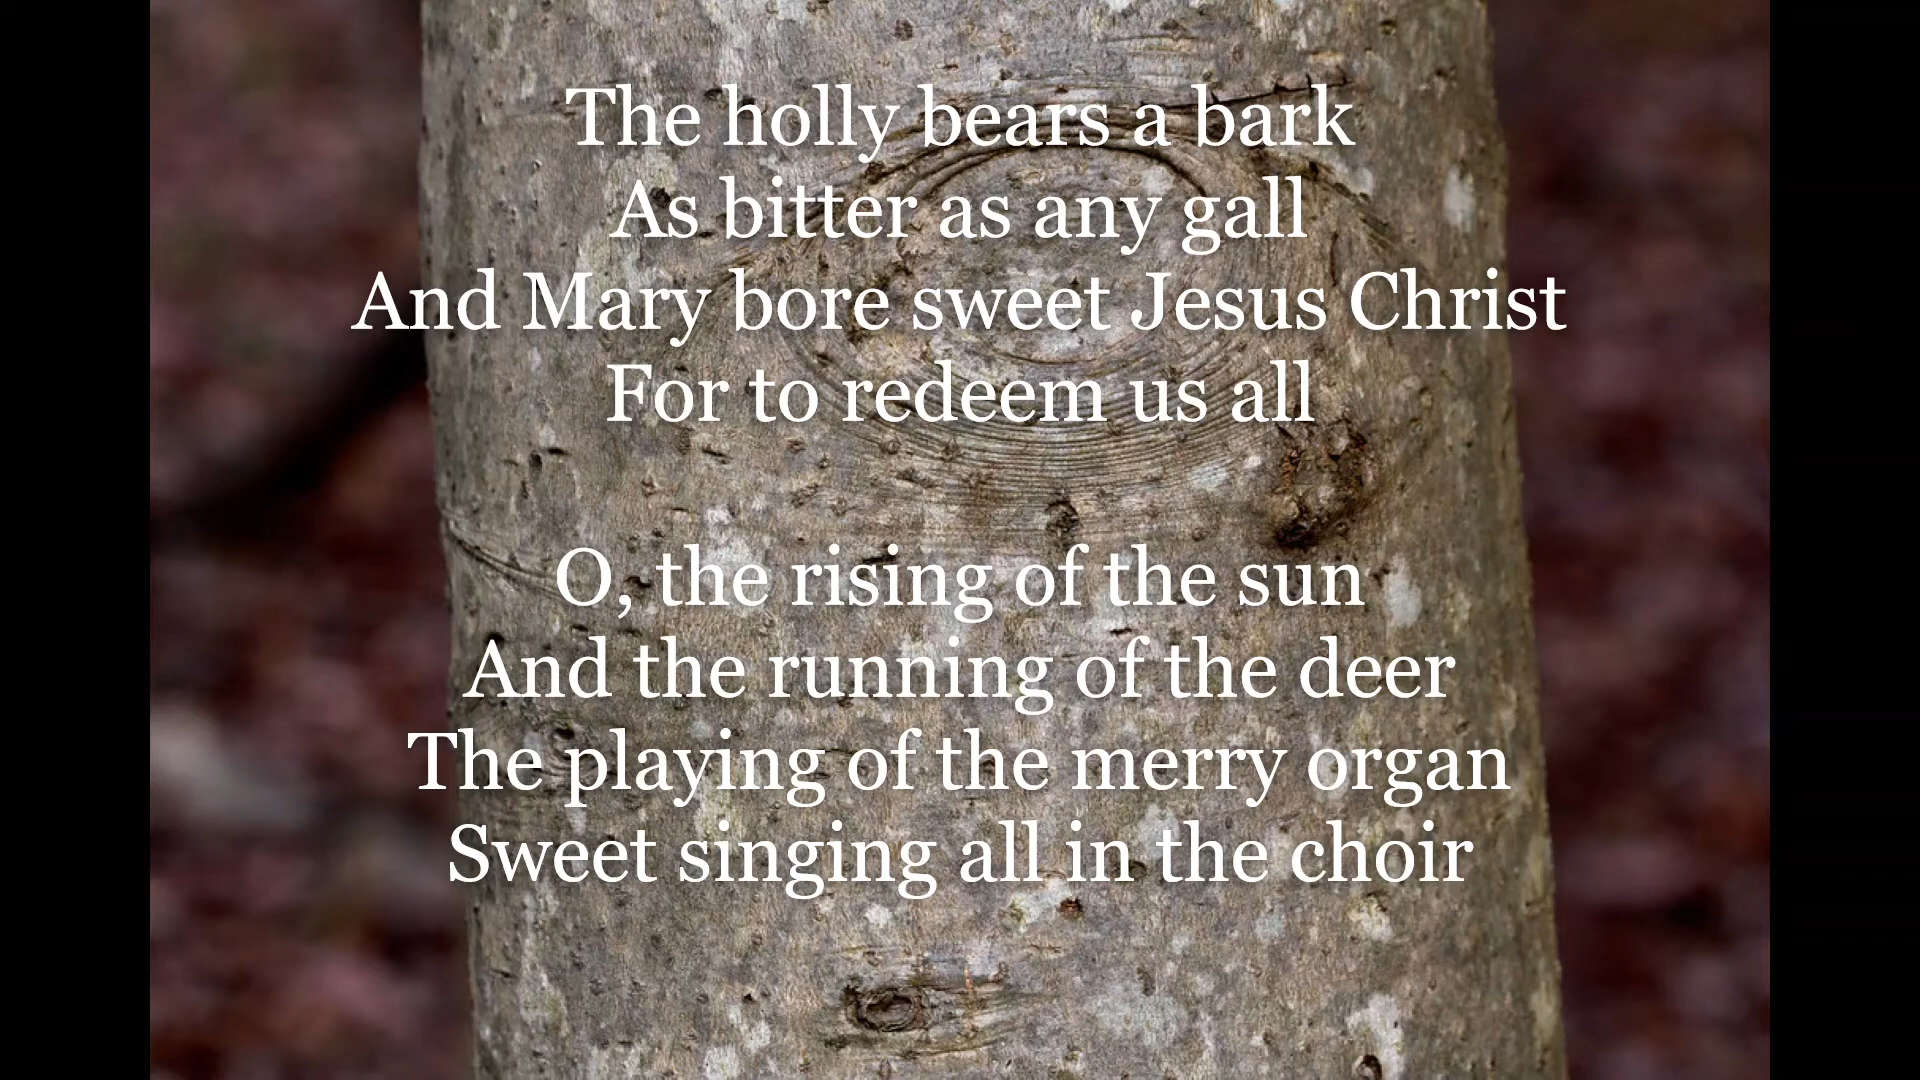 The holly bears a bark
As bitter as any gall
And Mary bore sweet Jesus Christ
For to redeem us all
O, the rising of the sun
And the running of the deer
The playing of the merry organ
Sweet singing all in the choir